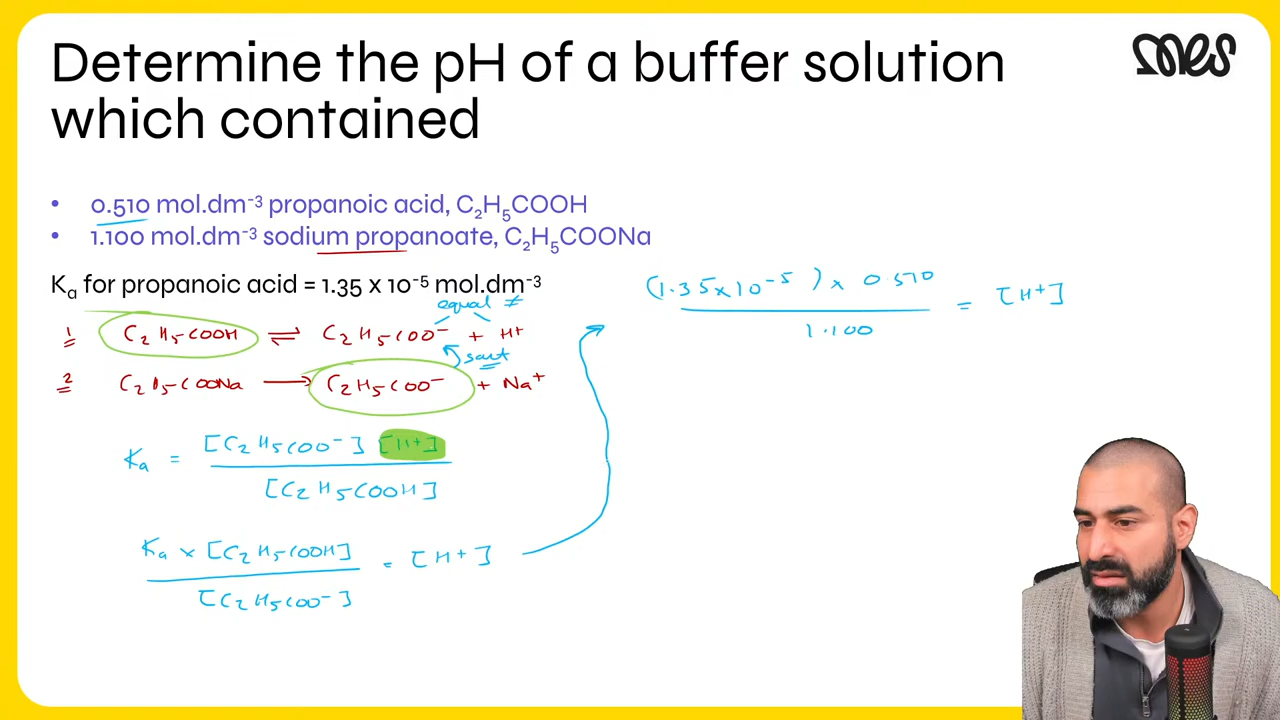 Determine the pH of a buffer solution
which contained
• 0.510 mol.dm⁻³ propanoic acid, C₂H₅COOH
• 1.100 mol.dm⁻³ sodium propanoate, C₂H₅COONa
Kₐ for propanoic acid = 1.35 x 10⁻⁵ mol.dm⁻³
equal ≠
1 C₂H₅COOH ⇌ C₂H₅COO⁻ + H⁺
salt
2 C₂H₅COONa → C₂H₅COO⁻ + Na⁺
Kₐ = [C₂H₅COO⁻] [H⁺]
[C₂H₅COOH]
Kₐ × [C₂H₅COOH] = [H⁺]
[C₂H₅COO⁻]
(1.35×10⁻⁵) × 0.510 = [H⁺]
1.100